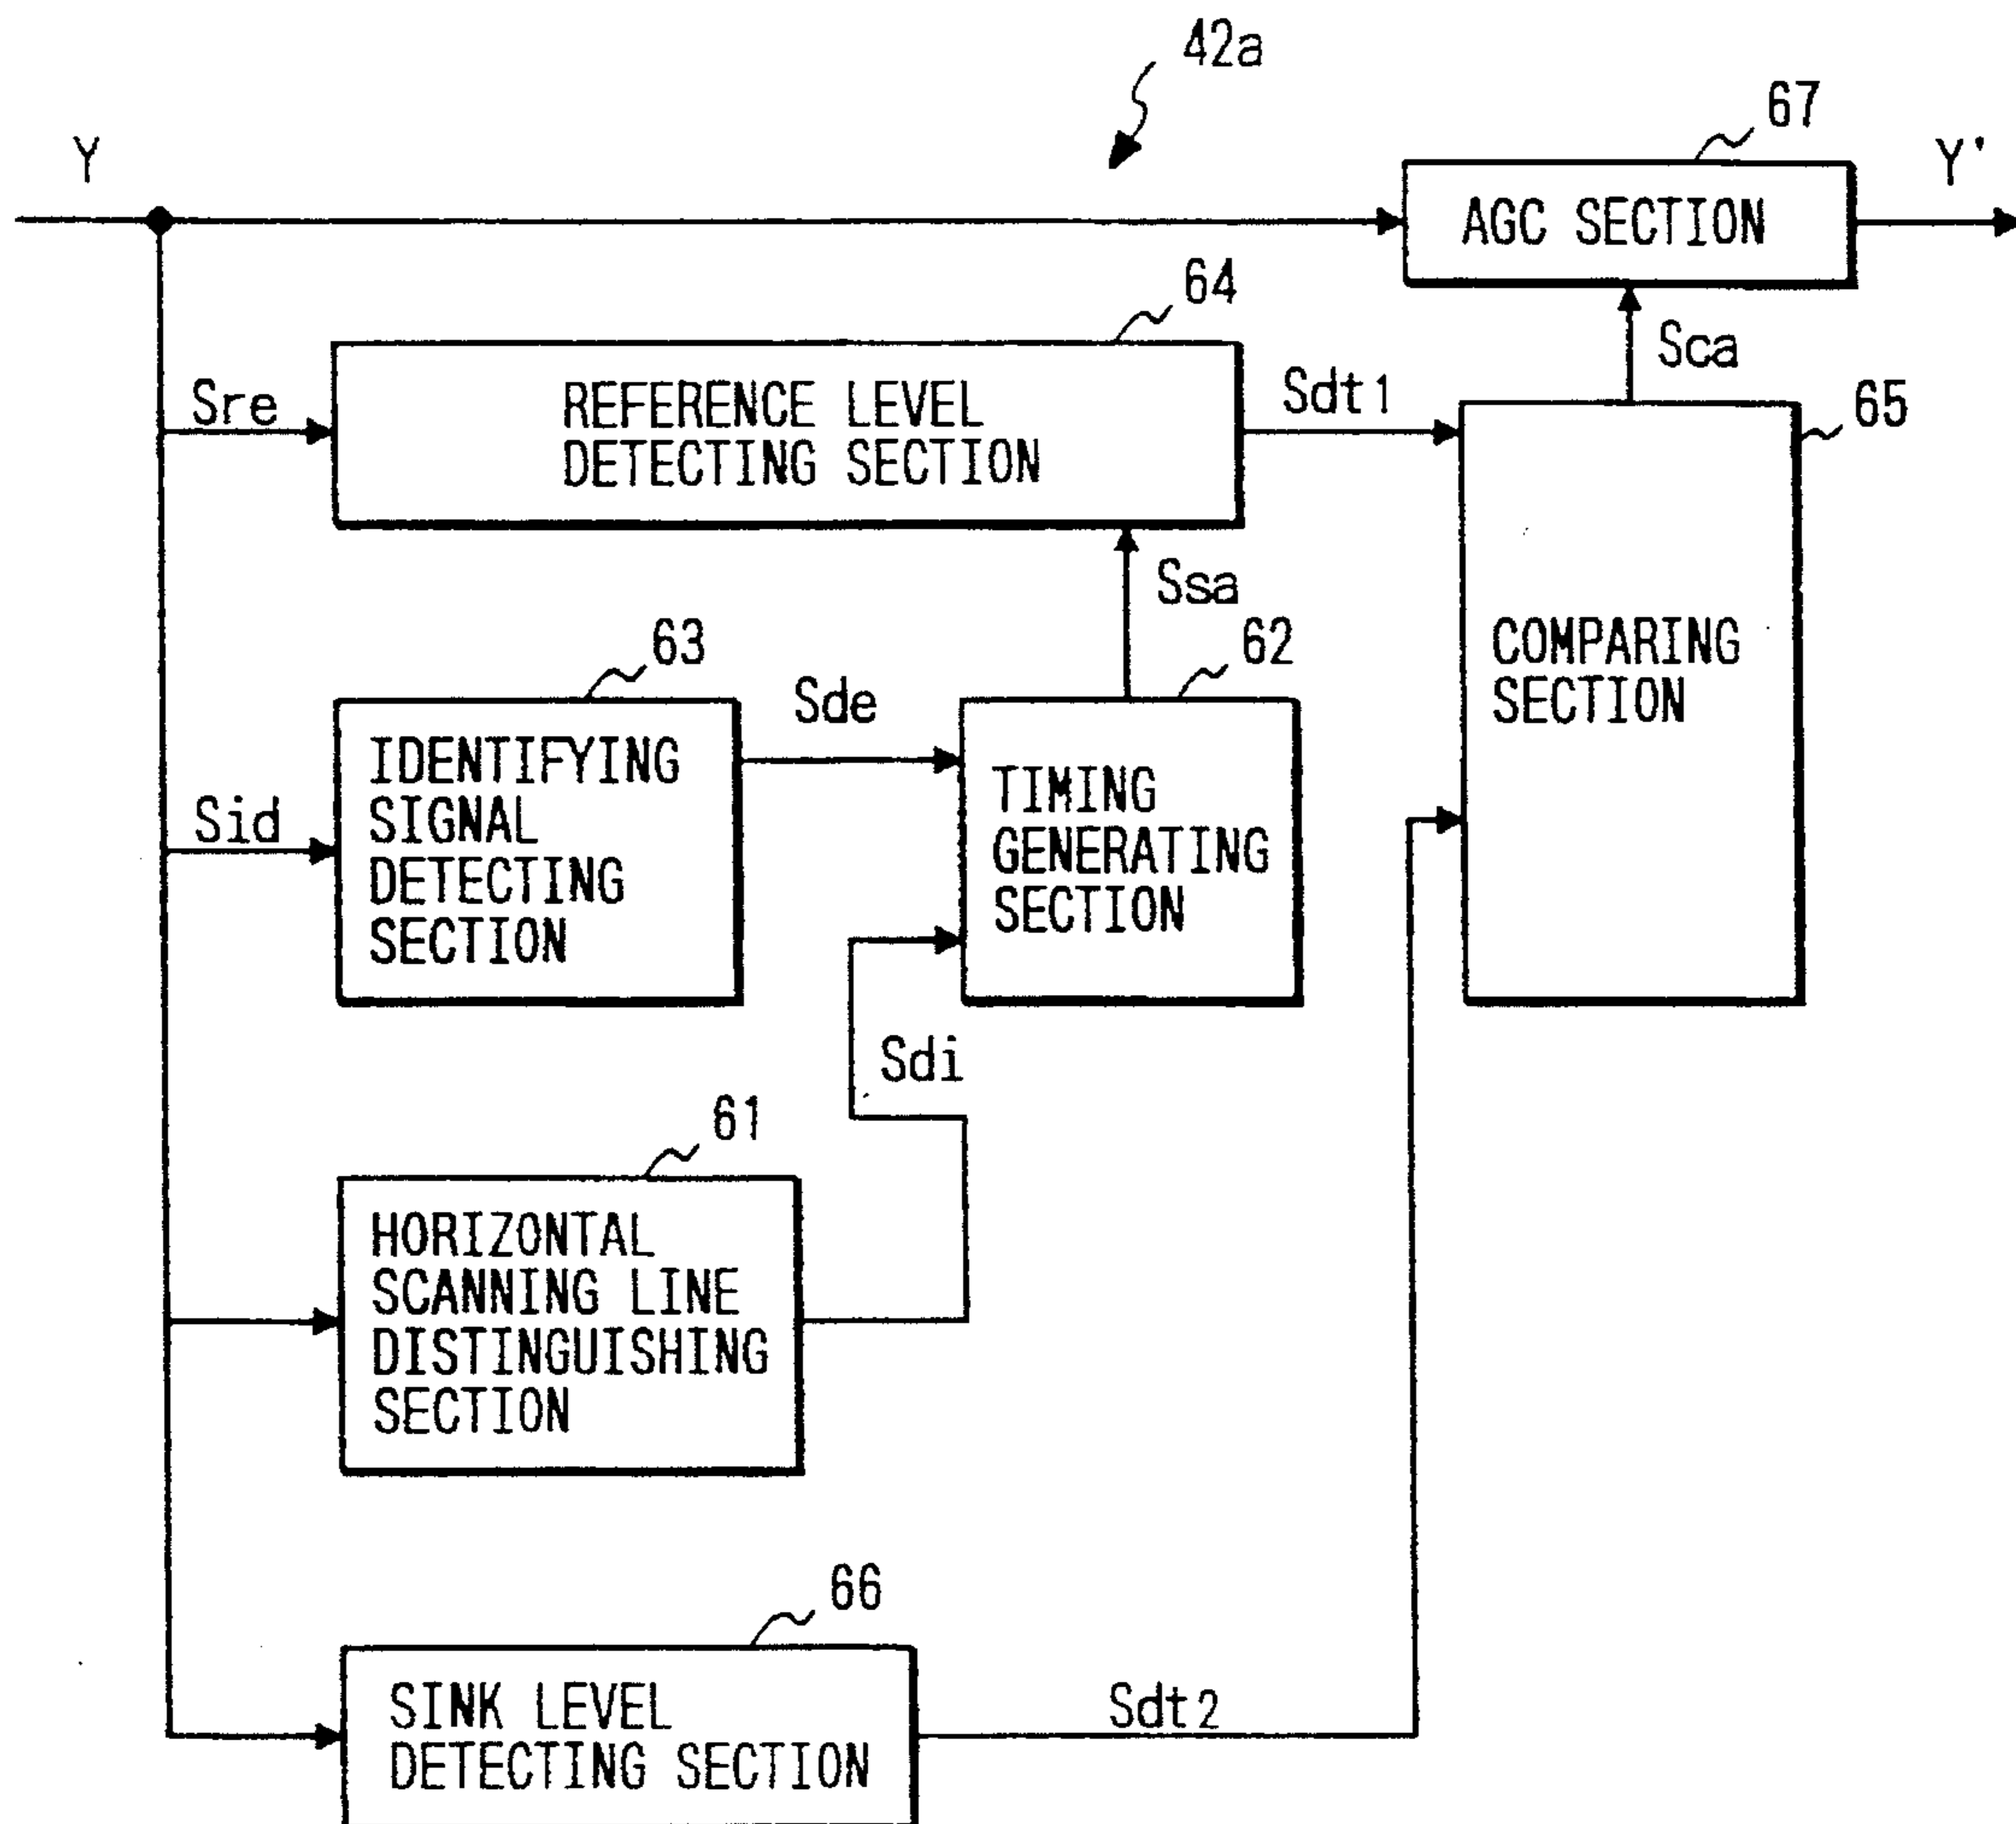 42a
67
Y
Y'
AGC SECTION
64
Sca
Sre
REFERENCE LEVEL
DETECTING SECTION
Sdt1
65
Ssa
63
62
Sde
COMPARING
SECTION
IDENTIFYING
SIGNAL
DETECTING
SECTION
Sid
TIMING
GENERATING
SECTION
Sdi
61
HORIZONTAL
SCANNING LINE
DISTINGUISHING
SECTION
66
SINK LEVEL
DETECTING SECTION
Sdt2